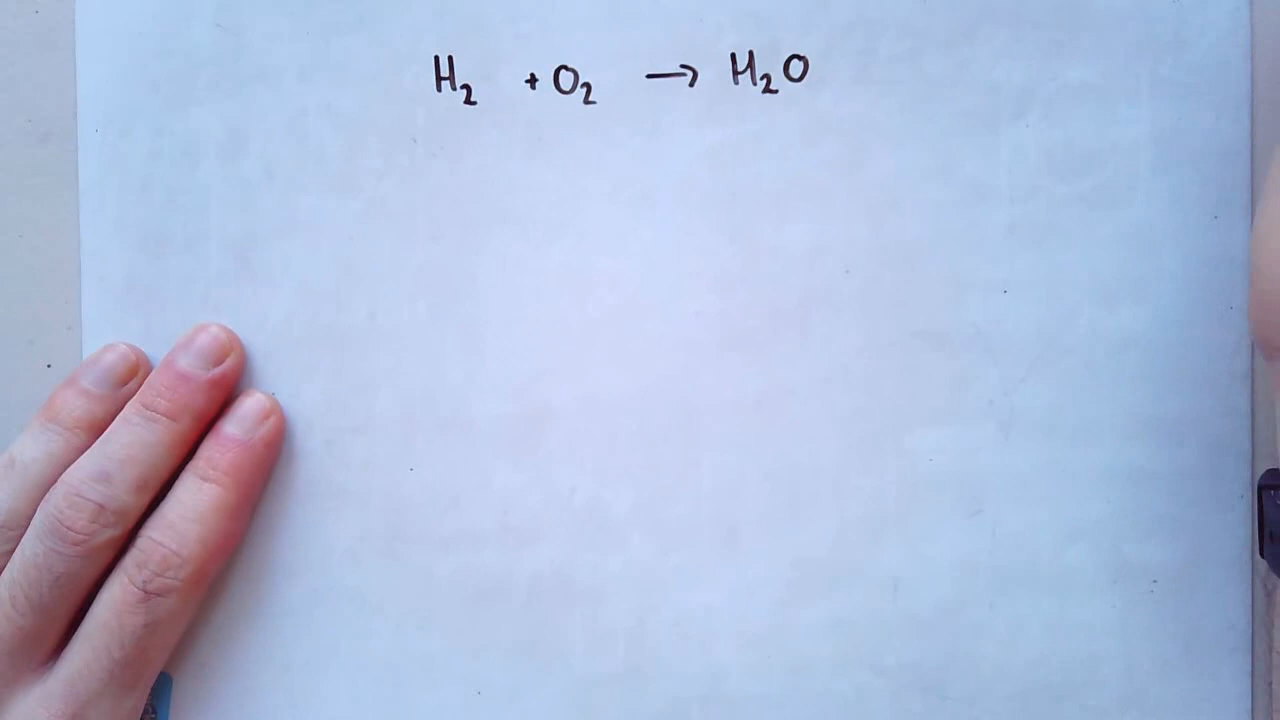 H₂ + O₂ → H₂O